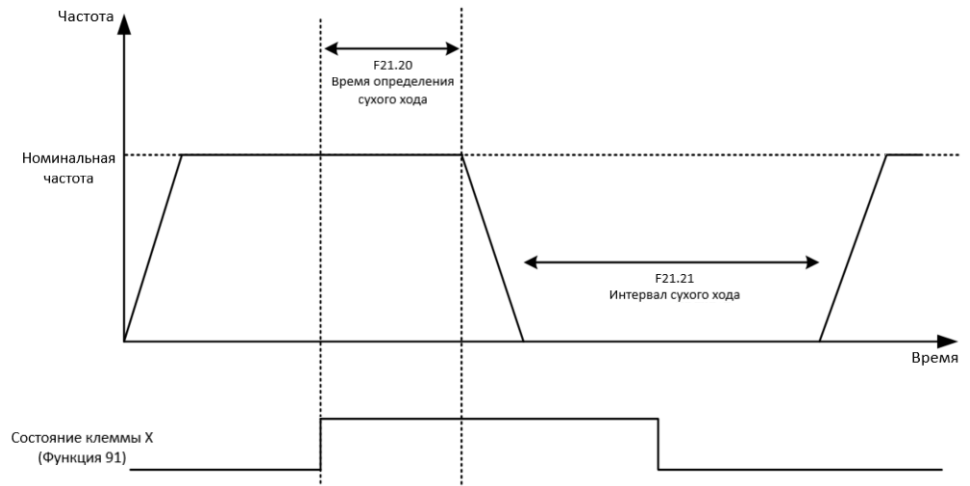 Частота
F21.20
Время определения
сухого хода
Номинальная
частота
F21.21
Интервал сухого хода
Время
Состояние клеммы X
(Функция 91)